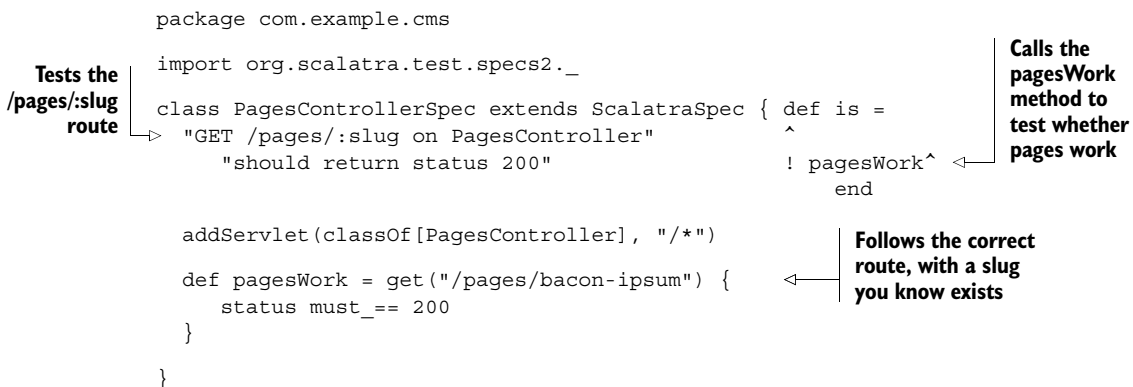 package com.example.cms
import org.scalatra.test.specs2._
Tests the
/pages/:slug
route
class PagesControllerSpec extends ScalatraSpec { def is =
"GET /pages/:slug on PagesController" ^
"should return status 200" ! pagesWork^
end
Calls the
pagesWork
method to
test whether
pages work
addServlet(classOf[PagesController], "/*")
def pagesWork = get("/pages/bacon-ipsum") {
status must_== 200
}
}
Follows the correct
route, with a slug
you know exists